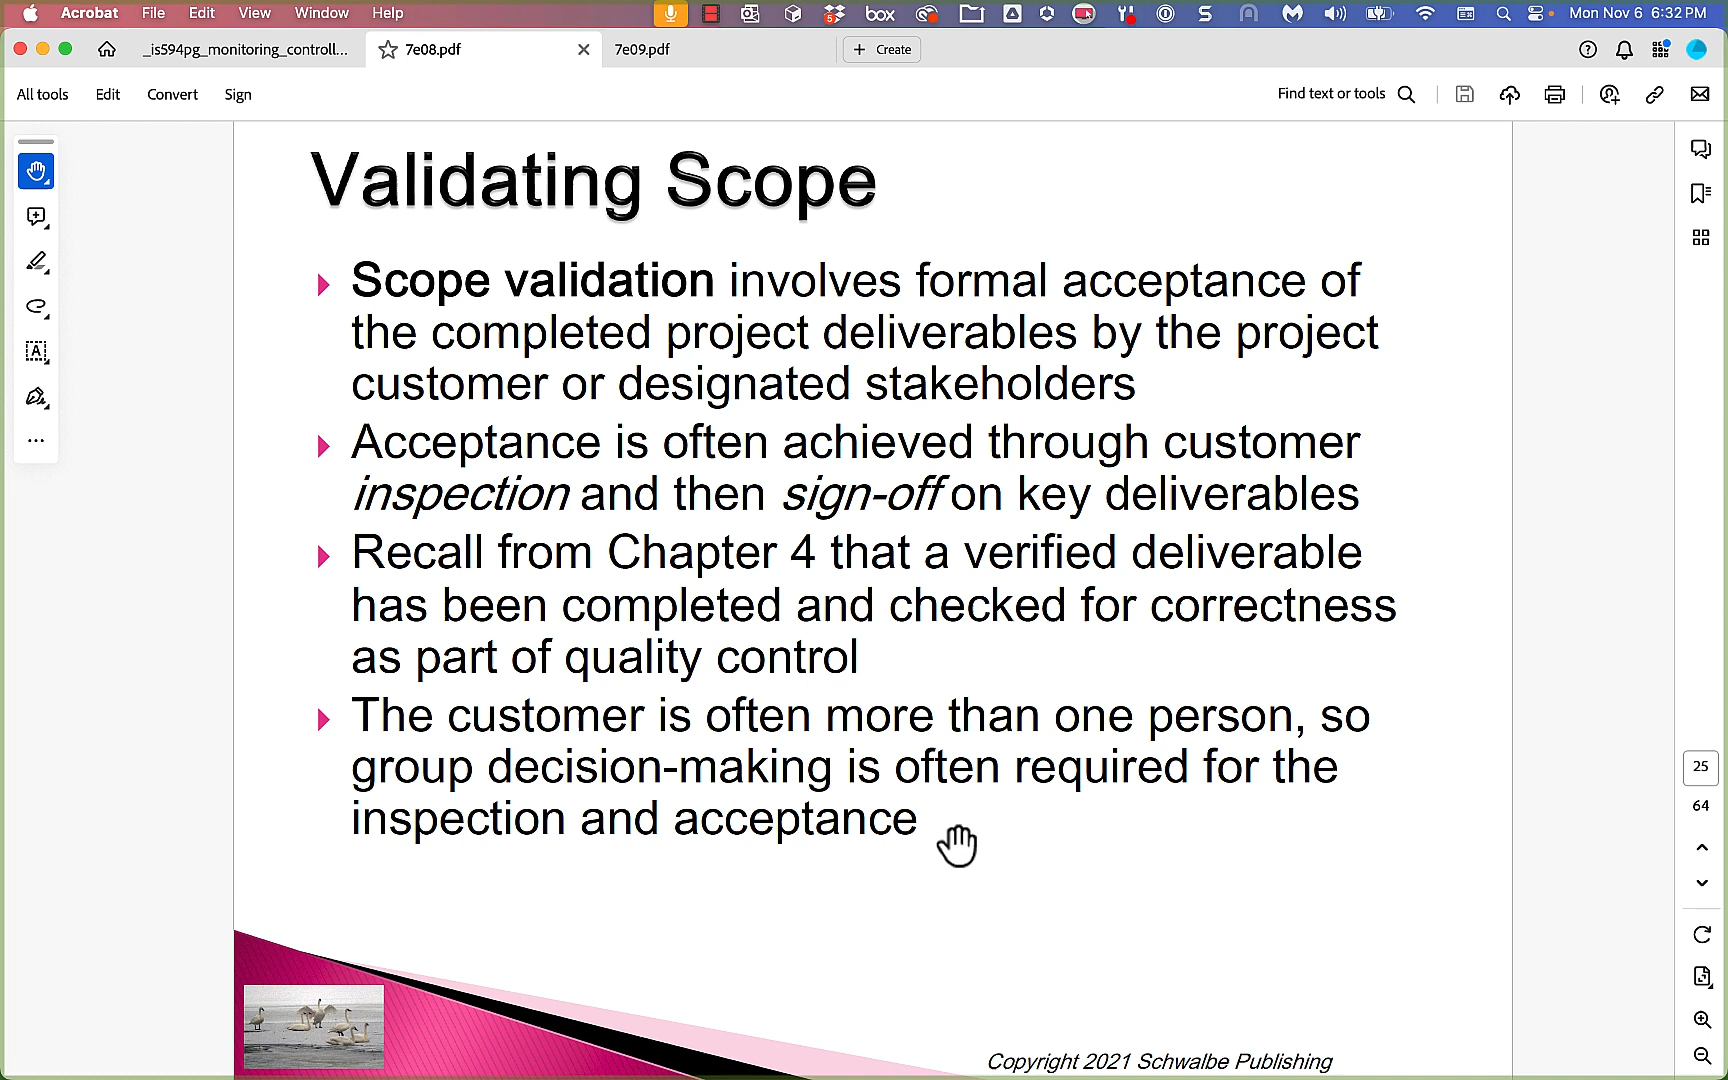 Acrobat File Edit View Window Help box Mon Nov 6 6:32 PM
_is594pg_monitoring_controll... 7e08.pdf 7e09.pdf Create
All tools Edit Convert Sign Find text or tools
Validating Scope
Scope validation involves formal acceptance of
the completed project deliverables by the project
customer or designated stakeholders
Acceptance is often achieved through customer
inspection and then sign-off on key deliverables
Recall from Chapter 4 that a verified deliverable
has been completed and checked for correctness
as part of quality control
The customer is often more than one person, so
group decision-making is often required for the
inspection and acceptance
25
64
Copyright 2021 Schwalbe Publishing